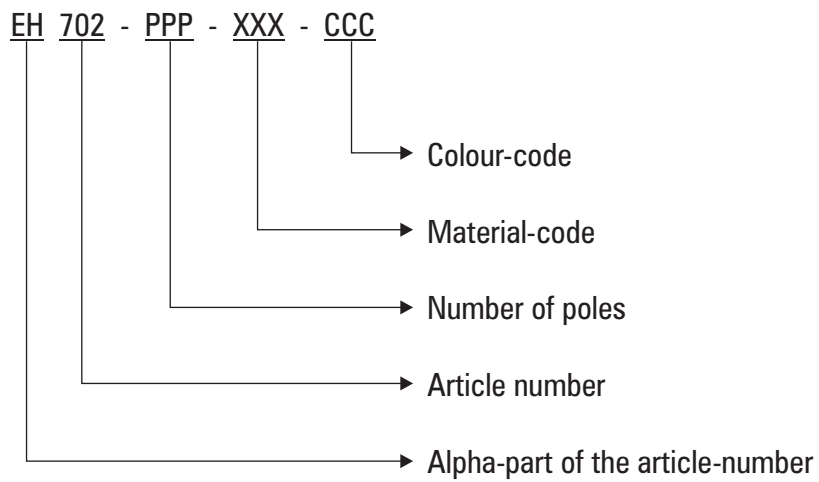 EH 702 - PPP - XXX - CCC
Colour-code
Material-code
Number of poles
Article number
Alpha-part of the article-number